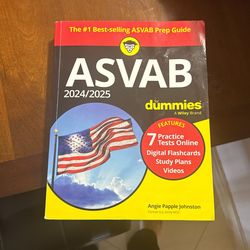 The #1 Best-selling ASVAB Prep Guide
ASVAB
2024/2025
dummies
A Wiley Brand
FEATURES
7 Practice
Tests Online
Digital Flashcards
Study Plans
Videos
Angie Papple Johnston